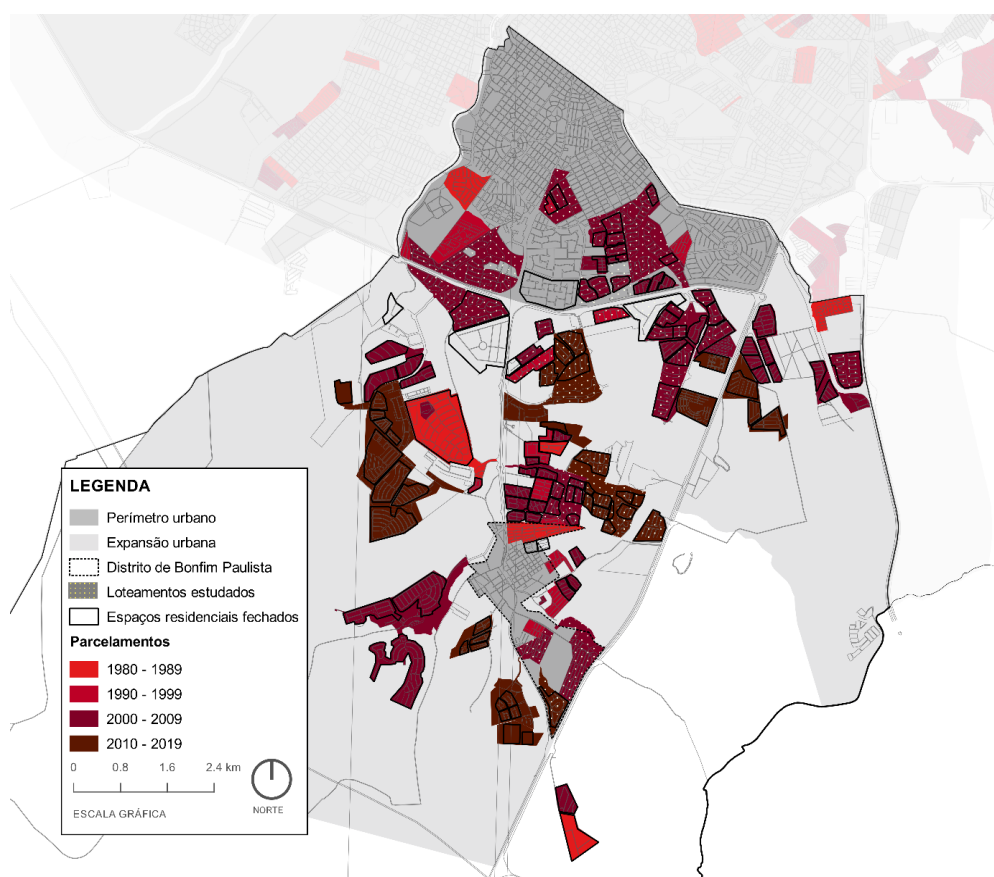 LEGENDA
Perímetro urbano
Expansão urbana
Distrito de Bonfim Paulista
Loteamentos estudados
Espaços residenciais fechados
Parcelamentos
1980 - 1989
1990 - 1999
2000 - 2009
2010 - 2019
0 0.8 1.6 2.4 km
ESCALA GRÁFICA
NORTE